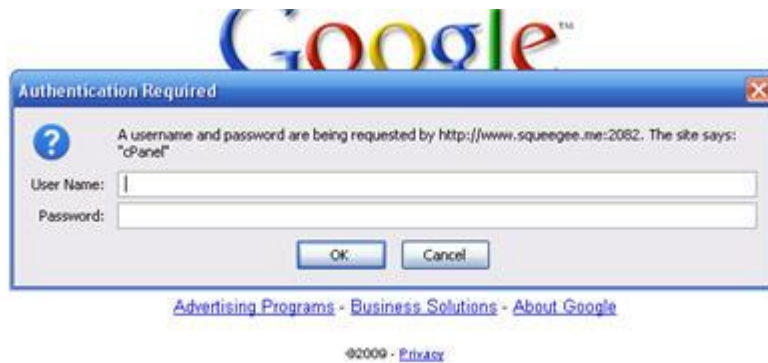 Google™
Authentication Required
A username and password are being requested by http://www.squeegee.me:2082. The site says:
"cPanel"
User Name:
Password:
OK Cancel
Advertising Programs - Business Solutions - About Google
©2009 - Privacy